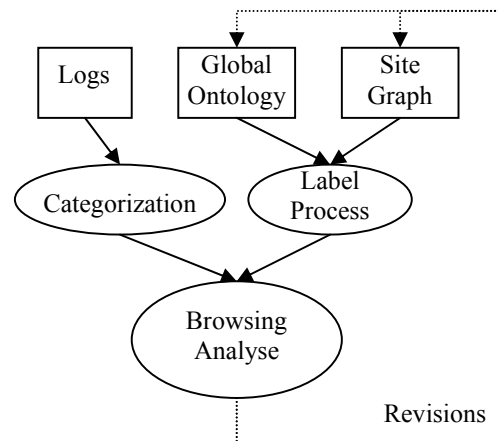 Logs
Global
Ontology
Site
Graph
Categorization
Label
Process
Browsing
Analyse
Revisions